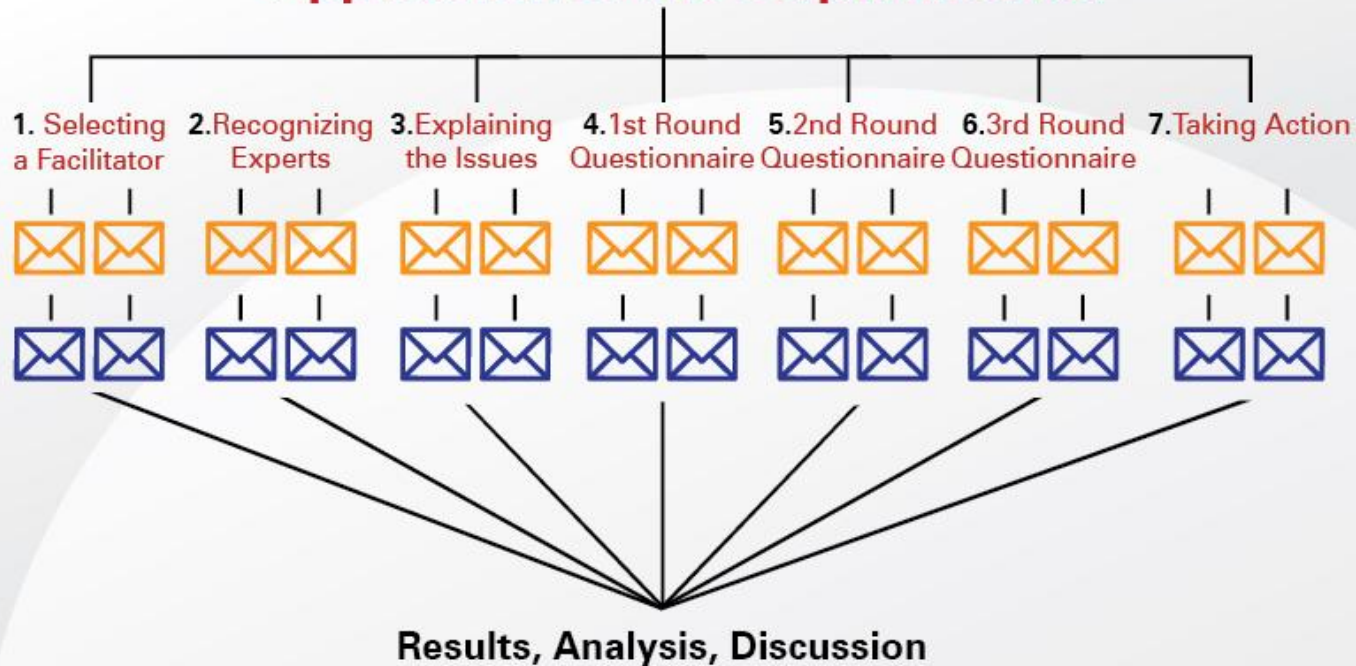 1. Selecting a Facilitator
2.Recognizing Experts
3.Explaining the Issues
4.1st Round Questionnaire
5.2nd Round Questionnaire
6.3rd Round Questionnaire
7.Taking Action
Results, Analysis, Discussion